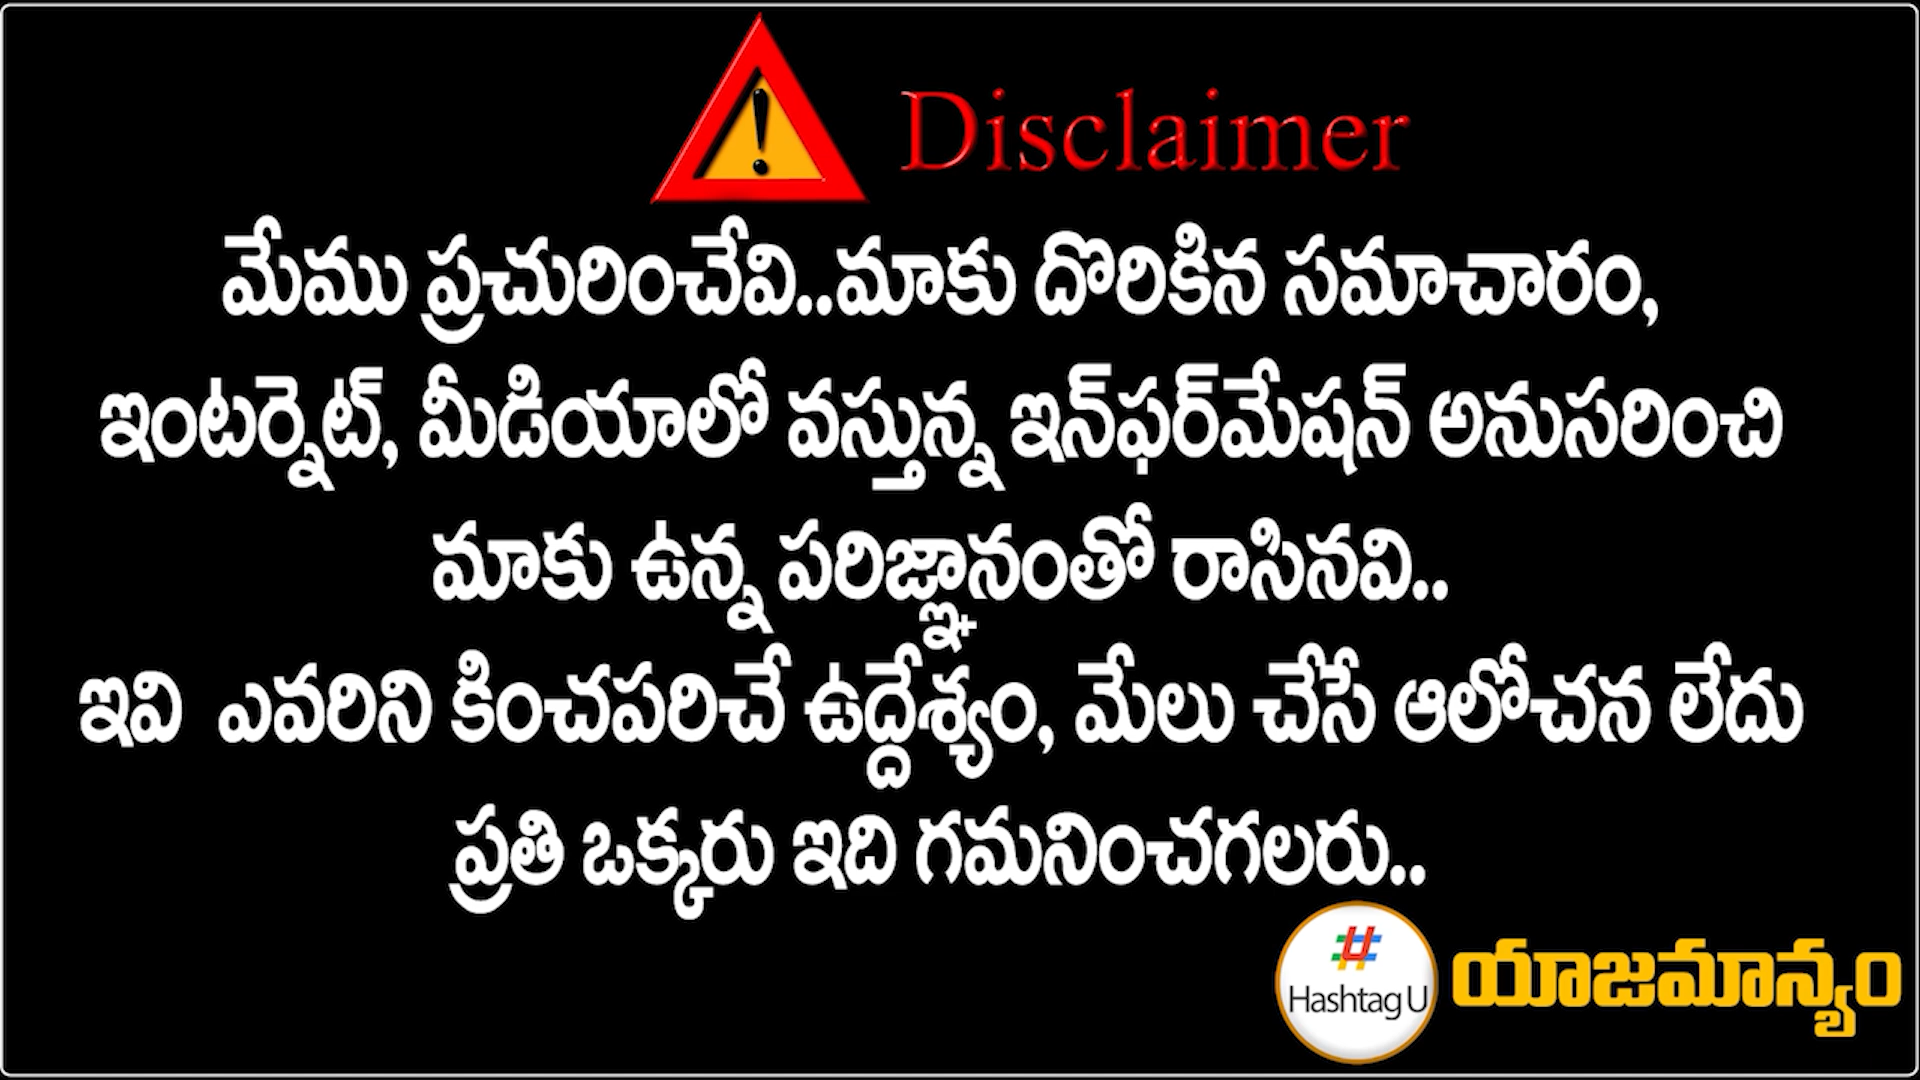 Disclaimer
మేము ప్రచురించేవి..మాకు దొరికిన సమాచారం,
ఇంటర్నెట్, మీడియాలో వస్తున్న ఇన్‌ఫర్‌మేషన్ అనుసరించి
మాకు ఉన్న పరిజ్ఞానంతో రాసినవి..
ఇవి ఎవరిని కించపరిచే ఉద్దేశ్యం, మేలు చేసే ఆలోచన లేదు
ప్రతి ఒక్కరు ఇది గమనించగలరు..
Hashtag U
యాజమాన్యం